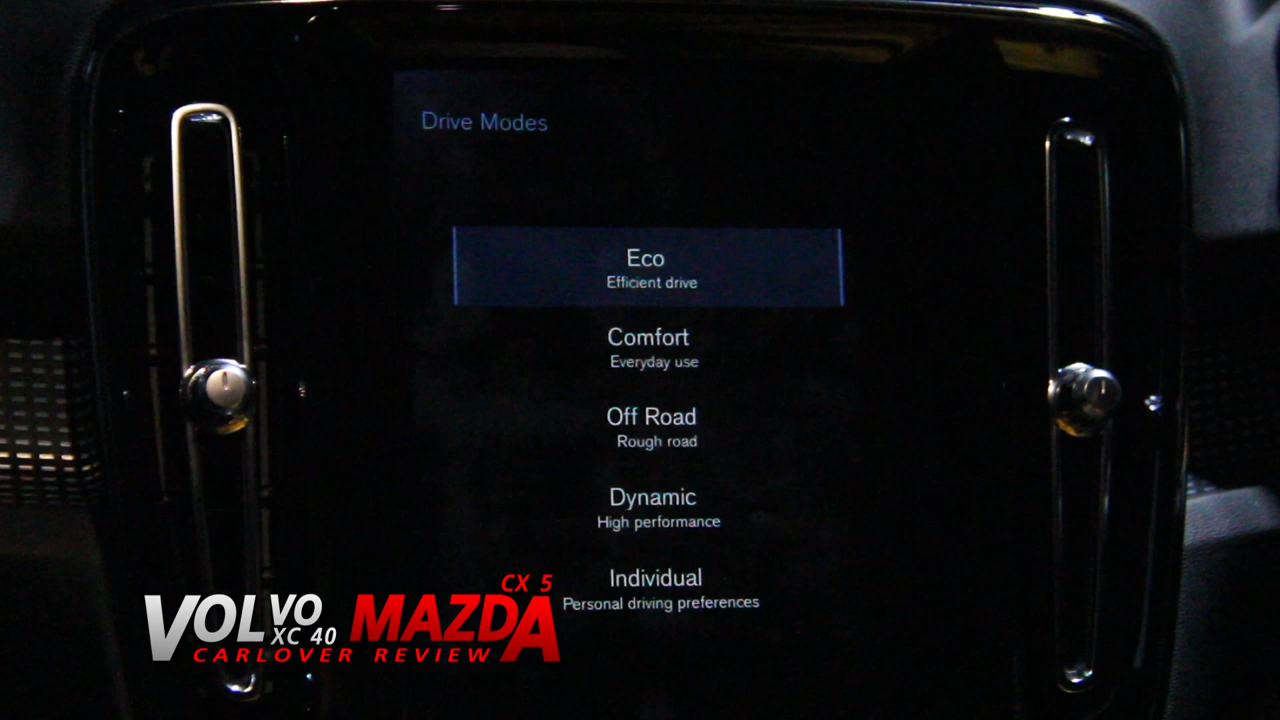 Drive Modes
Eco
Efficient drive
Comfort
Everyday use
Off Road
Rough road
Dynamic
High performance
Individual
Personal driving preferences
VOLVO XC 40 MAZDA CX 5
CARLOVER REVIEW